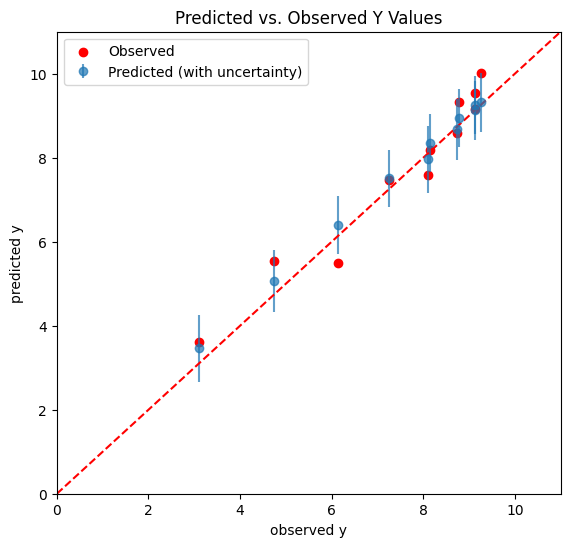 Predicted vs. Observed Y Values
Observed
Predicted (with uncertainty)
10
8
6
4
2
0
predicted y
0 2 4 6 8 10
observed y